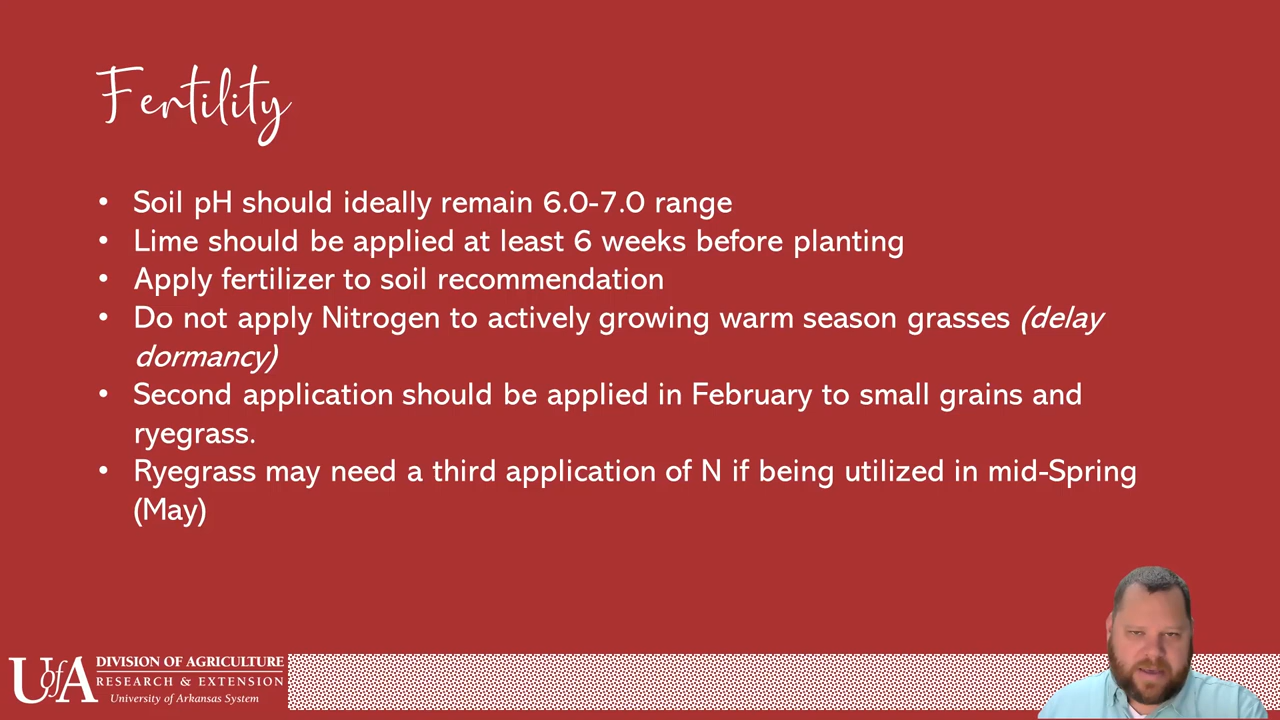 Fertility
• Soil pH should ideally remain 6.0-7.0 range
• Lime should be applied at least 6 weeks before planting
• Apply fertilizer to soil recommendation
• Do not apply Nitrogen to actively growing warm season grasses (delay
dormancy)
• Second application should be applied in February to small grains and
ryegrass.
• Ryegrass may need a third application of N if being utilized in mid-Spring
(May)
UofA DIVISION OF AGRICULTURE
RESEARCH & EXTENSION
University of Arkansas System